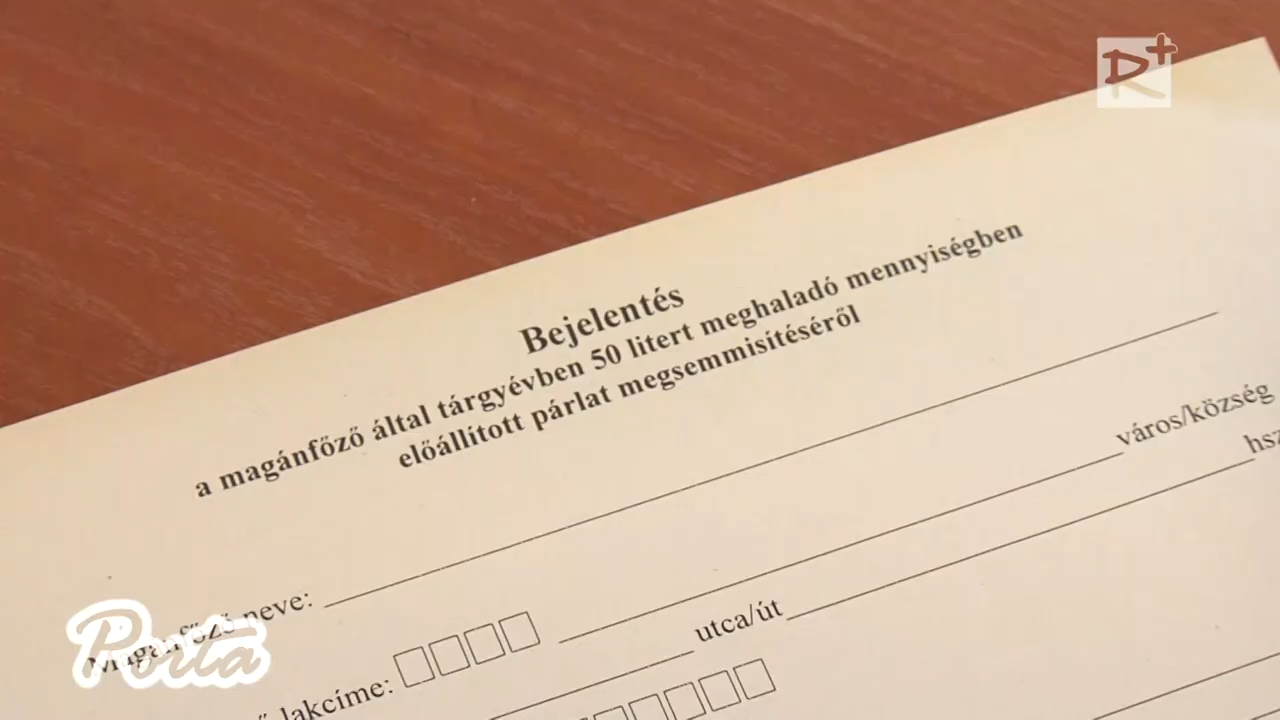 R+
Bejelentés
a magánfőző által tárgyévben 50 litert meghaladó mennyiségben
előállított párlat megsemmisítéséről
Magánfőző neve:
város/község
lakcíme:
utca/út
hsz
Porta